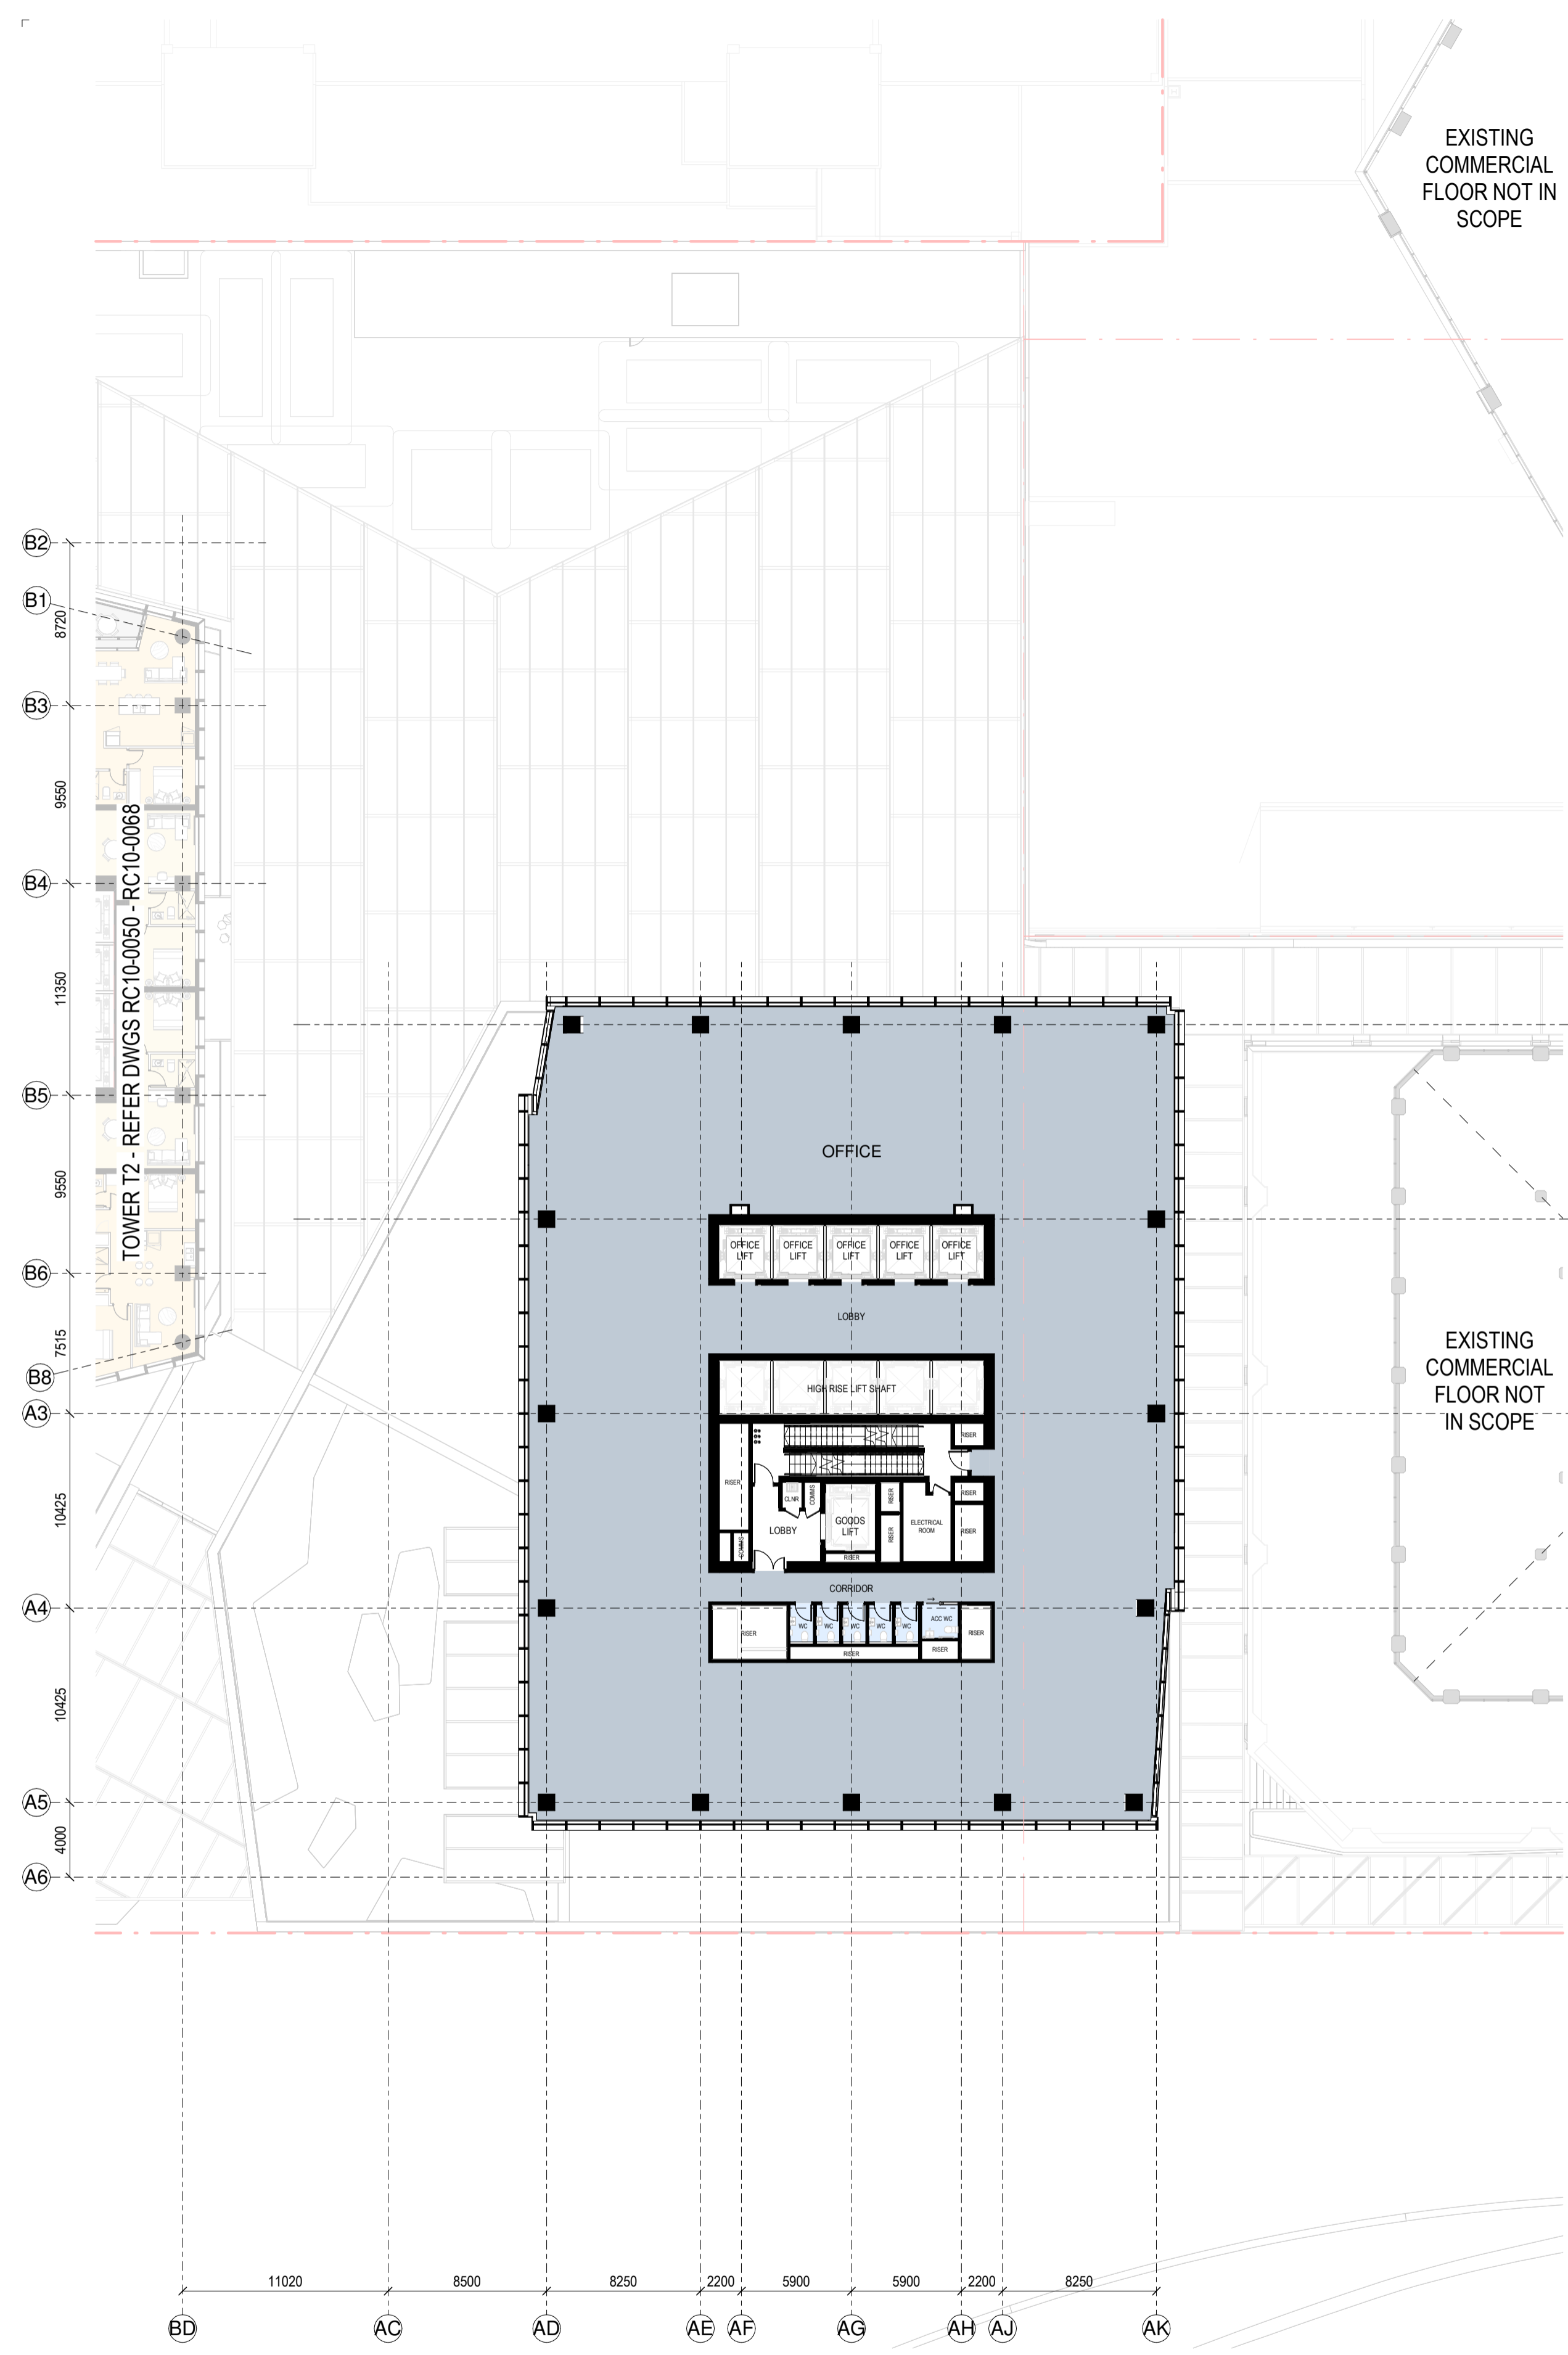 EXISTING
COMMERCIAL
FLOOR NOT IN
SCOPE
B2
B1
8720
B3
9550
TOWER T2 - REFER DWGS RC10-0050 - RC10-0068
B4
11350
B5
OFFICE
9550
B6
OFFICE
LIFT
OFFICE
LIFT
OFFICE
LIFT
OFFICE
LIFT
OFFICE
LIFT
LOBBY
EXISTING
COMMERCIAL
FLOOR NOT
IN SCOPE
7515
B8
HIGH RISE LIFT SHAFT
A3
RISER
RISER
CLNR
COMMS
RISER
RISER
10425
LOBBY
GOODS
LIFT
RISER
ELECTRICAL
ROOM
RISER
COMMS
RISER
CORRIDOR
A4
RISER
WC
WC
WC
WC
WC
ACC WC
RISER
RISER
RISER
10425
A5
4000
A6
11020
8500
8250
2200
5900
5900
2200
8250
BD
AC
AD
AE
AF
AG
AH
AJ
AK